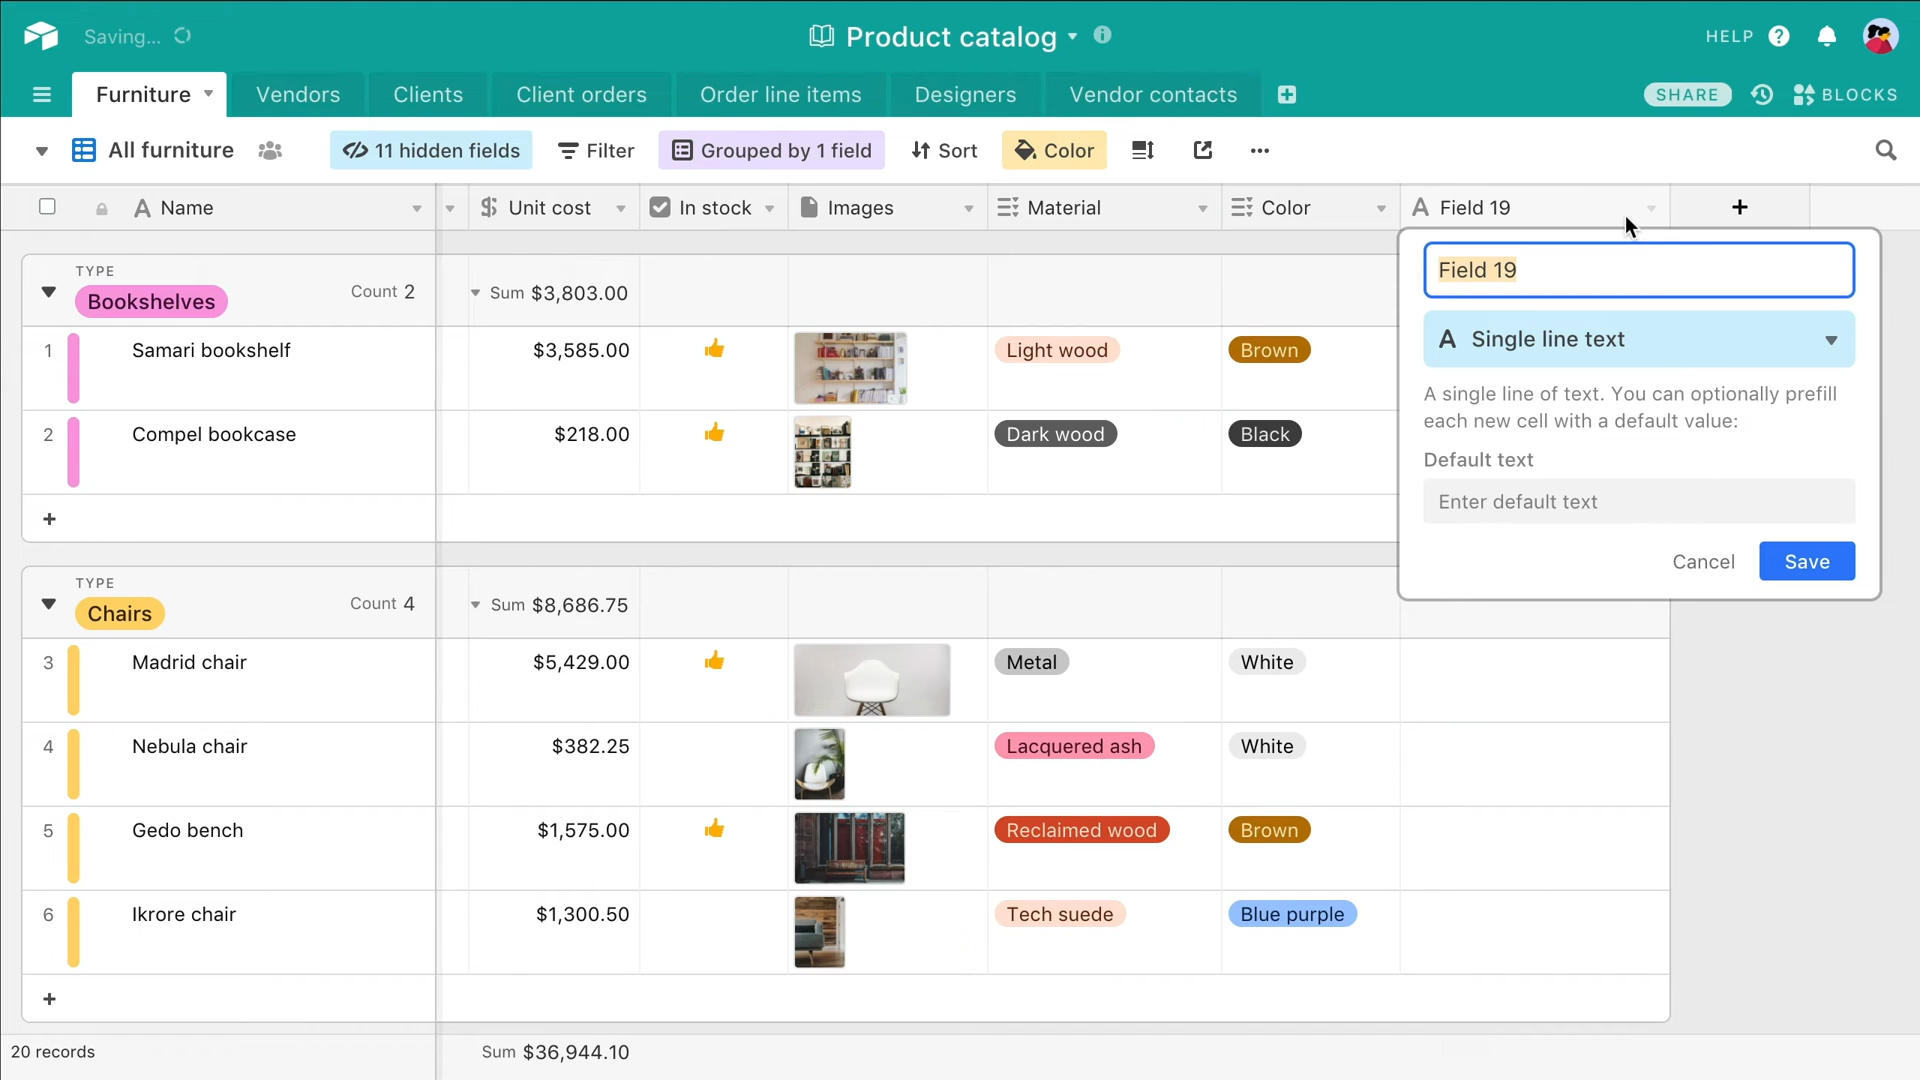 Saving...
Product catalog
HELP
Furniture
Vendors
Clients
Client orders
Order line items
Designers
Vendor contacts
SHARE
BLOCKS
All furniture
11 hidden fields
Filter
Grouped by 1 field
Sort
Color
Name
Unit cost
In stock
Images
Material
Color
Field 19
TYPE
Bookshelves
Count 2
Sum $3,803.00
1 Samari bookshelf $3,585.00 Light wood Brown
2 Compel bookcase $218.00 Dark wood Black
Field 19
Single line text
A single line of text. You can optionally prefill
each new cell with a default value:
Default text
Enter default text
Cancel
Save
TYPE
Chairs
Count 4
Sum $8,686.75
3 Madrid chair $5,429.00 Metal White
4 Nebula chair $382.25 Lacquered ash White
5 Gedo bench $1,575.00 Reclaimed wood Brown
6 Ikrore chair $1,300.50 Tech suede Blue purple
20 records
Sum $36,944.10